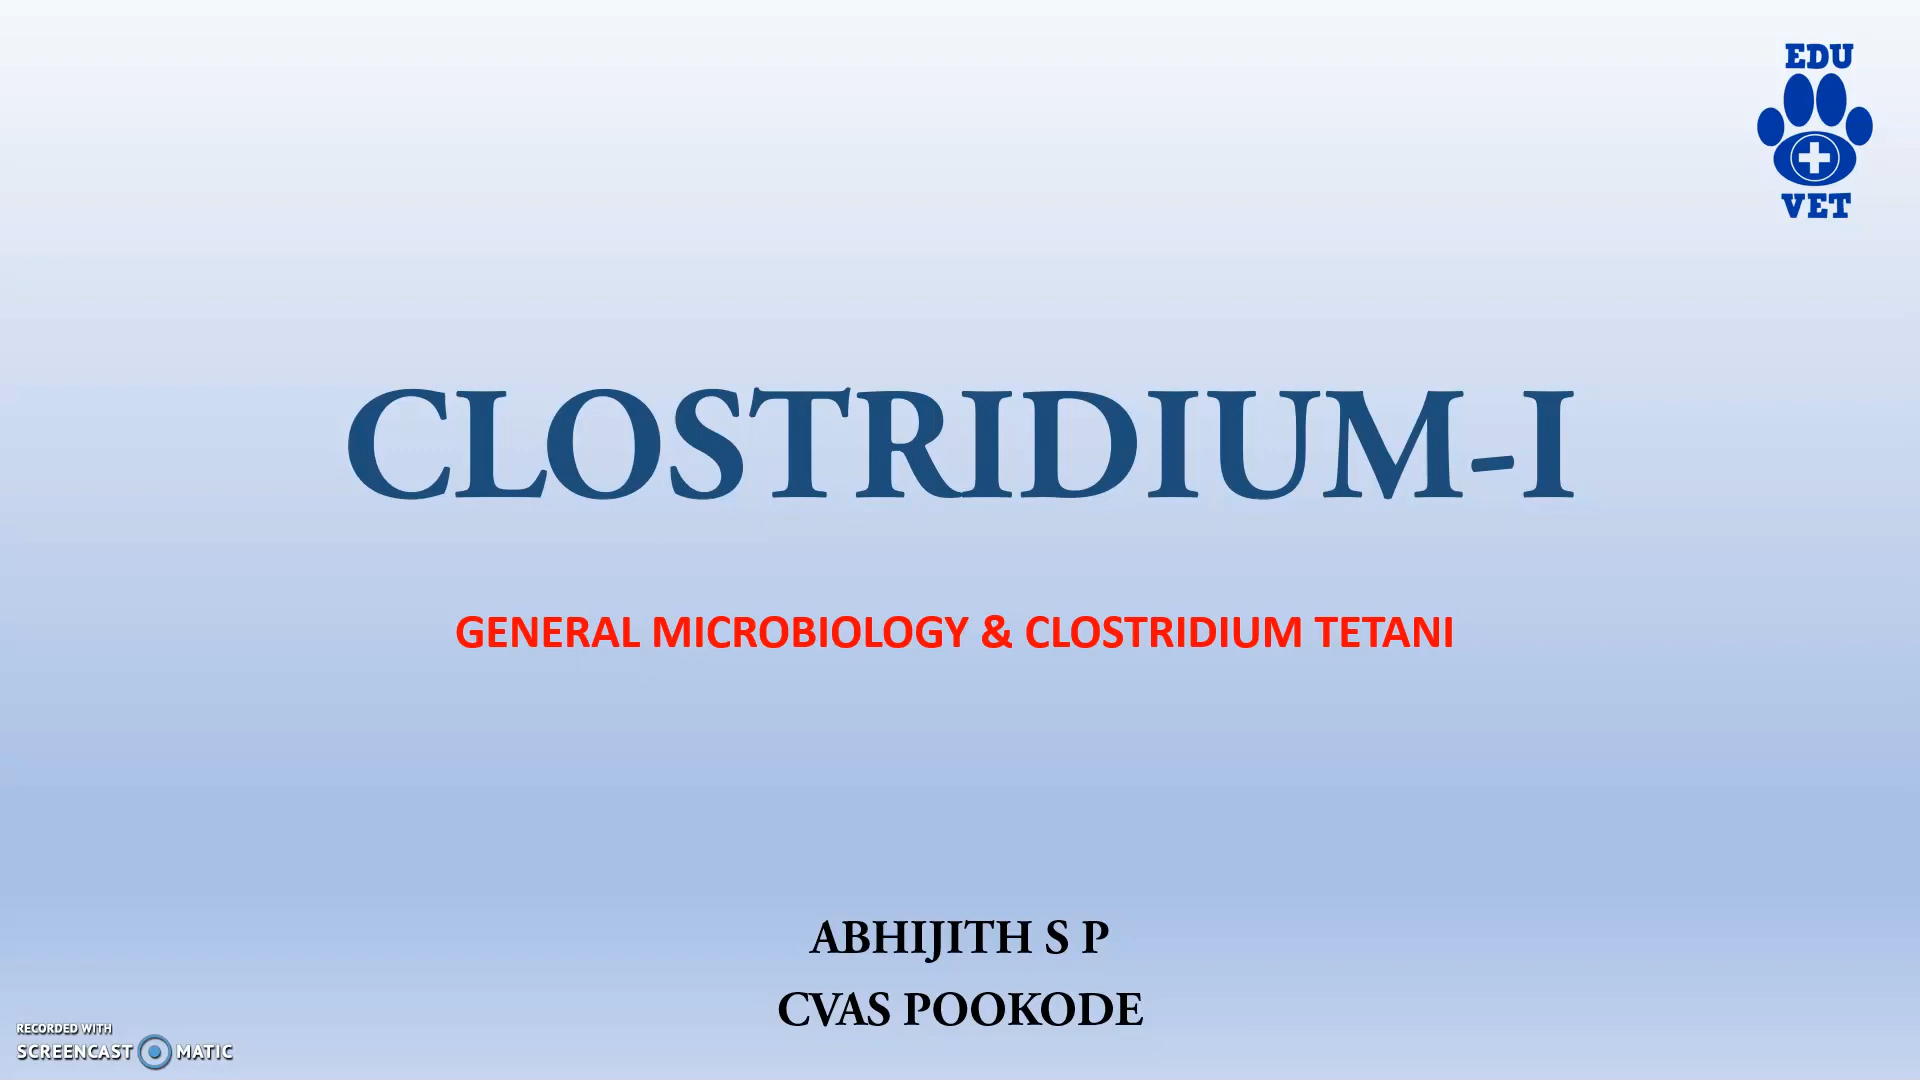 EDU
VET
CLOSTRIDIUM-I
GENERAL MICROBIOLOGY & CLOSTRIDIUM TETANI
ABHIJITH S P
CVAS POOKODE
RECORDED WITH
SCREENCAST MATIC